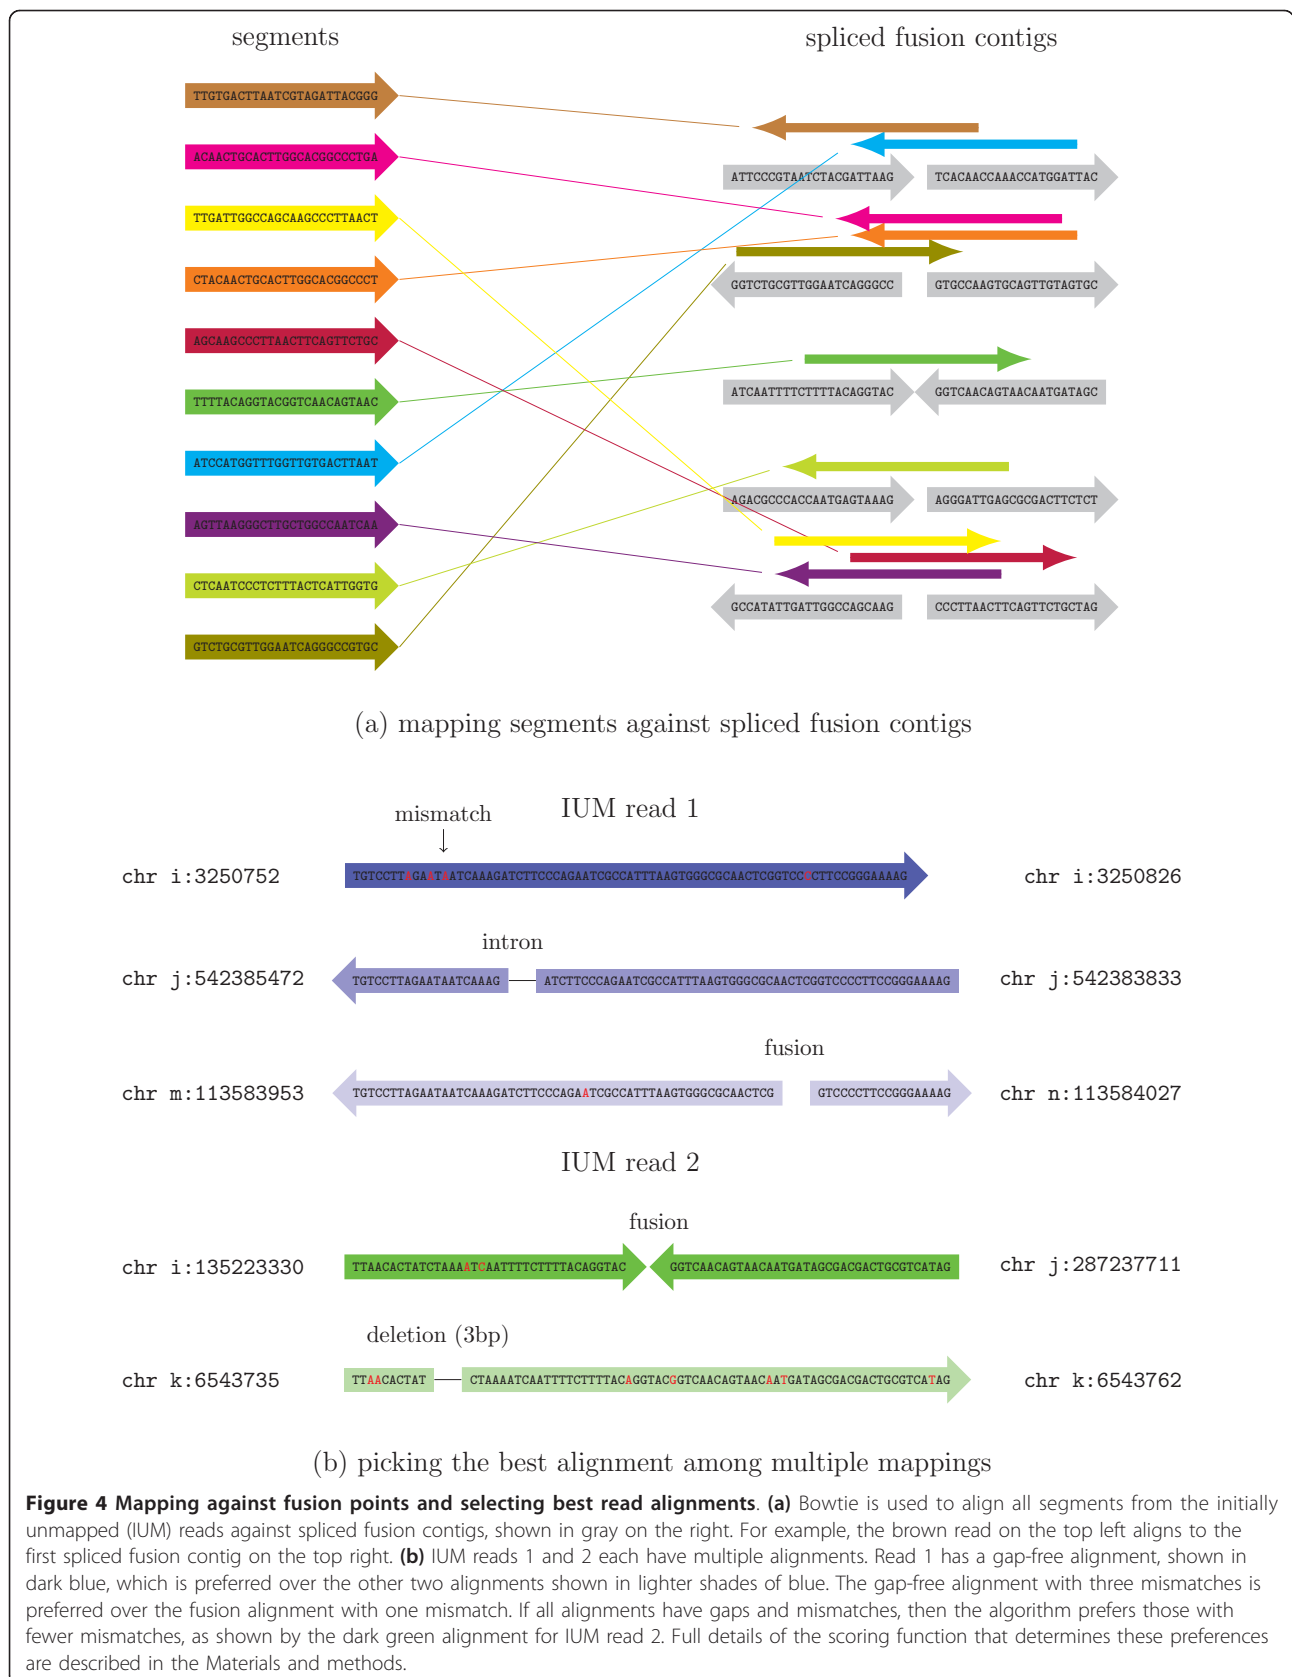 segments
spliced fusion contigs
TTGTGACTTAATCGTAGATTACGGG
ACAACTGCACTTGGCACGGCCCTGA
TTGATTGGCCAGCAAGCCCTTAACT
CTACAACTGCACTTGGCACGGCCCT
AGCAAGCCCTTAACTTCAGTTCTGC
TTTTACAGGTACGGTCAACAGTAAC
ATCCATGGTTTGGTTGTGACTTAAT
AGTTAAGGGCTTGCTGGCCAATCAA
CTCAATCCCTCTTTACTCATTGGTG
GTCTGCGTTGGAATCAGGGCCGTGC
ATTCCCGTAATCTACGATTAAG TCACAACCAAACCATGGATTAC
GGTCTGCGTTGGAATCAGGGCC GTGCCAAGTGCAGTTGTAGTGC
ATCAATTTTCTTTTACAGGTAC GGTCAACAGTAACAATGATAGC
AGACGCCCACCAATGAGTAAAG AGGGATTGAGCGCGACTTCTCT
GCCATATTGATTGGCCAGCAAG CCCTTAACTTCAGTTCTGCTAG
(a) mapping segments against spliced fusion contigs
IUM read 1
mismatch
chr i:3250752 TGTCCTTAGAATAATCAAAGATCTTCCCAGAATCGCCATTTAAGTGGGCGCAACTCGGTCCCCTTCCGGGAAAAG chr i:3250826
intron
chr j:542385472 TGTCCTTAGAATAATCAAAG ATCTTCCCAGAATCGCCATTTAAGTGGGCGCAACTCGGTCCCCTTCCGGGAAAAG chr j:542383833
fusion
chr m:113583953 TGTCCTTAGAATAATCAAAGATCTTCCCAGAATCGCCATTTAAGTGGGCGCAACTCG GTCCCCTTCCGGGAAAAG chr n:113584027
IUM read 2
fusion
chr i:135223330 TTAACACTATCTAAAATCAATTTTCTTTTACAGGTAC GGTCAACAGTAACAATGATAGCGACGACTGCGTCATAG chr j:287237711
deletion (3bp)
chr k:6543735 TTAACACTAT CTAAAATCAATTTTCTTTTACAGGTACGGTCAACAGTAACAATGATAGCGACGACTGCGTCATAG chr k:6543762
(b) picking the best alignment among multiple mappings
Figure 4 Mapping against fusion points and selecting best read alignments. (a) Bowtie is used to align all segments from the initially
unmapped (IUM) reads against spliced fusion contigs, shown in gray on the right. For example, the brown read on the top left aligns to the
first spliced fusion contig on the top right. (b) IUM reads 1 and 2 each have multiple alignments. Read 1 has a gap-free alignment, shown in
dark blue, which is preferred over the other two alignments shown in lighter shades of blue. The gap-free alignment with three mismatches is
preferred over the fusion alignment with one mismatch. If all alignments have gaps and mismatches, then the algorithm prefers those with
fewer mismatches, as shown by the dark green alignment for IUM read 2. Full details of the scoring function that determines these preferences
are described in the Materials and methods.